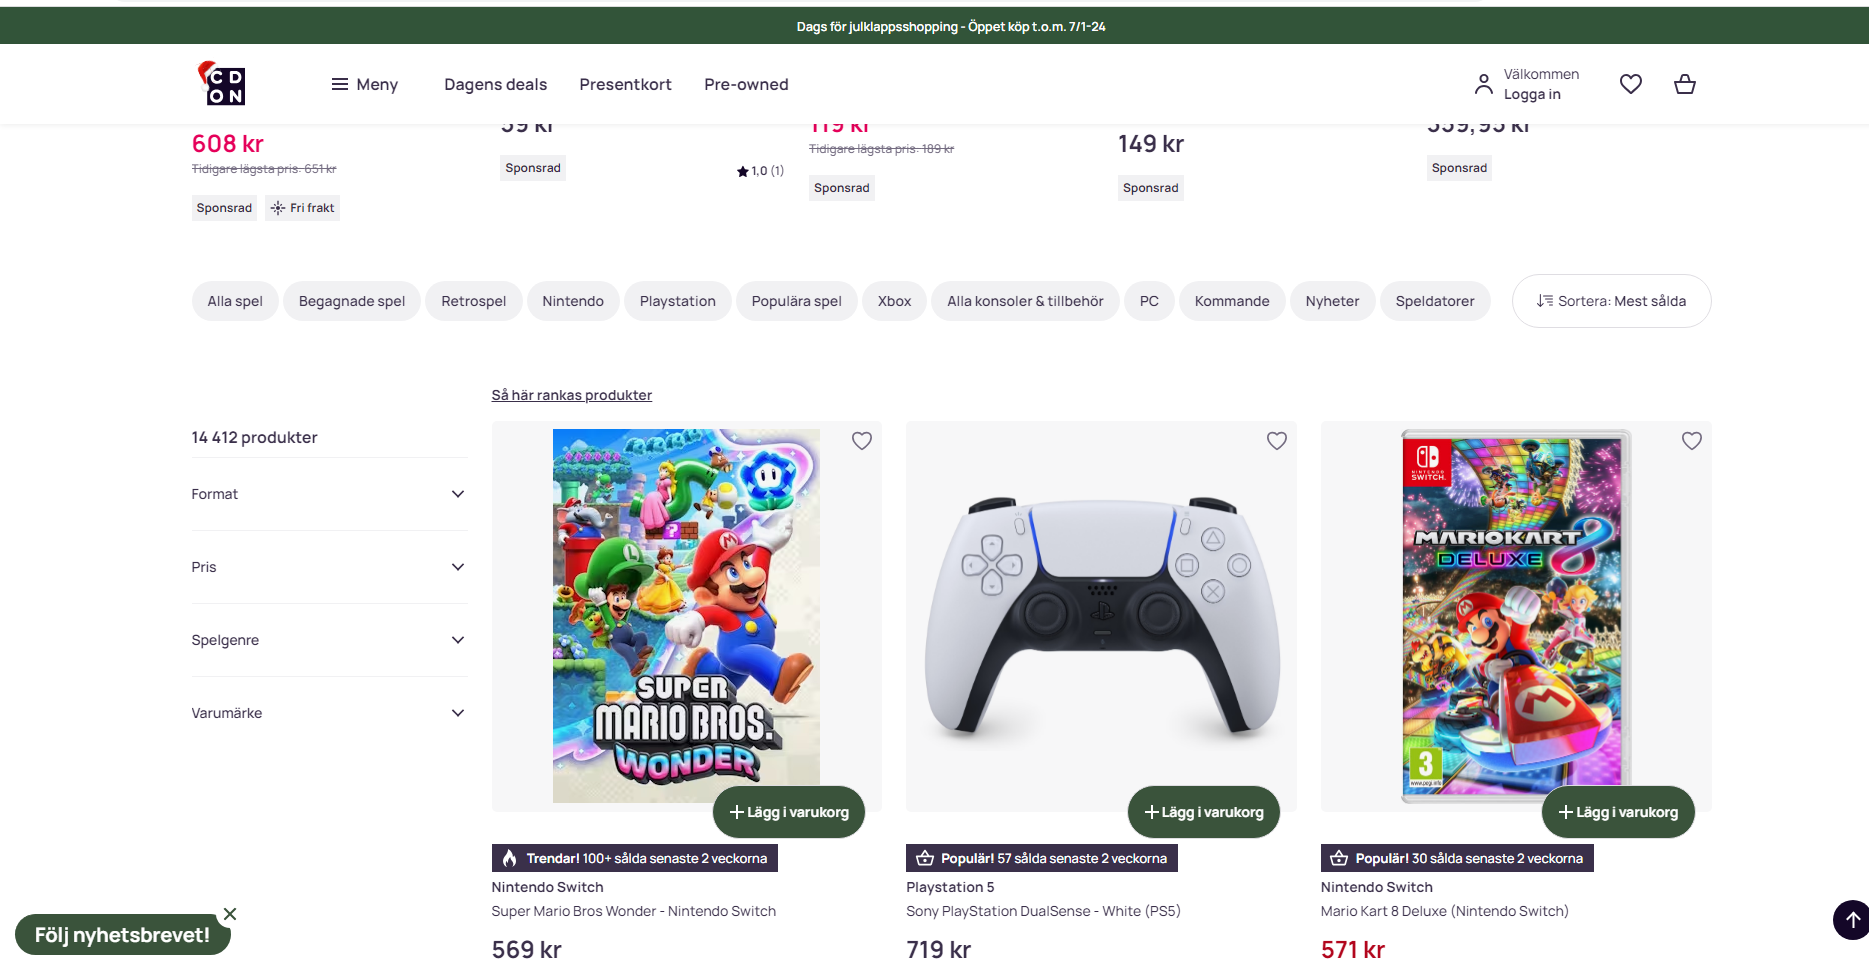 Dags för julklappsshopping - Öppet köp t.o.m. 7/1-24
CD
ON
Meny
Dagens deals
Presentkort
Pre-owned
Välkommen
Logga in
608 kr
Tidigare lägsta pris: 651 kr
Sponsrad
Fri frakt
59 kr
Sponsrad
1,0 (1)
119 kr
Tidigare lägsta pris: 189 kr
Sponsrad
149 kr
Sponsrad
Sponsrad
Alla spel
Begagnade spel
Retrospel
Nintendo
Playstation
Populära spel
Xbox
Alla konsoler & tillbehör
PC
Kommande
Nyheter
Speldatorer
Sortera: Mest sålda
Så här rankas produkter
14 412 produkter
Format
Pris
Spelgenre
Varumärke
SUPER
MARIO BROS.
WONDER
Lägg i varukorg
Trendar! 100+ sålda senaste 2 veckorna
Nintendo Switch
Super Mario Bros Wonder - Nintendo Switch
569 kr
Lägg i varukorg
Populär! 57 sålda senaste 2 veckorna
Playstation 5
Sony PlayStation DualSense - White (PS5)
719 kr
NINTENDO
SWITCH
MARIOKART 8
DELUXE
3
www.pegi.info
Lägg i varukorg
Populär! 30 sålda senaste 2 veckorna
Nintendo Switch
Mario Kart 8 Deluxe (Nintendo Switch)
571 kr
Följ nyhetsbrevet!